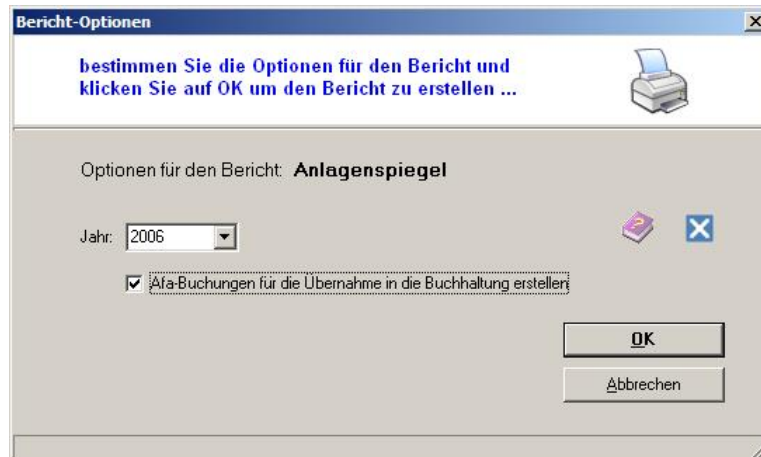 Bericht-Optionen
bestimmen Sie die Optionen für den Bericht und
klicken Sie auf OK um den Bericht zu erstellen ...
Optionen für den Bericht: Anlagenspiegel
Jahr: 2006
Afa-Buchungen für die Übernahme in die Buchhaltung erstellen
OK
Abbrechen